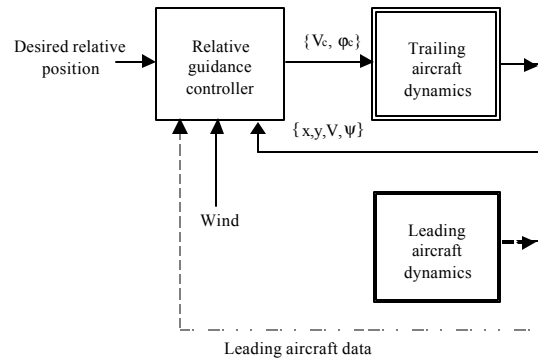 Desired relative
position
Relative
guidance
controller
{Vc, φc}
Trailing
aircraft
dynamics
{x,y,V,ψ}
Wind
Leading
aircraft
dynamics
Leading aircraft data